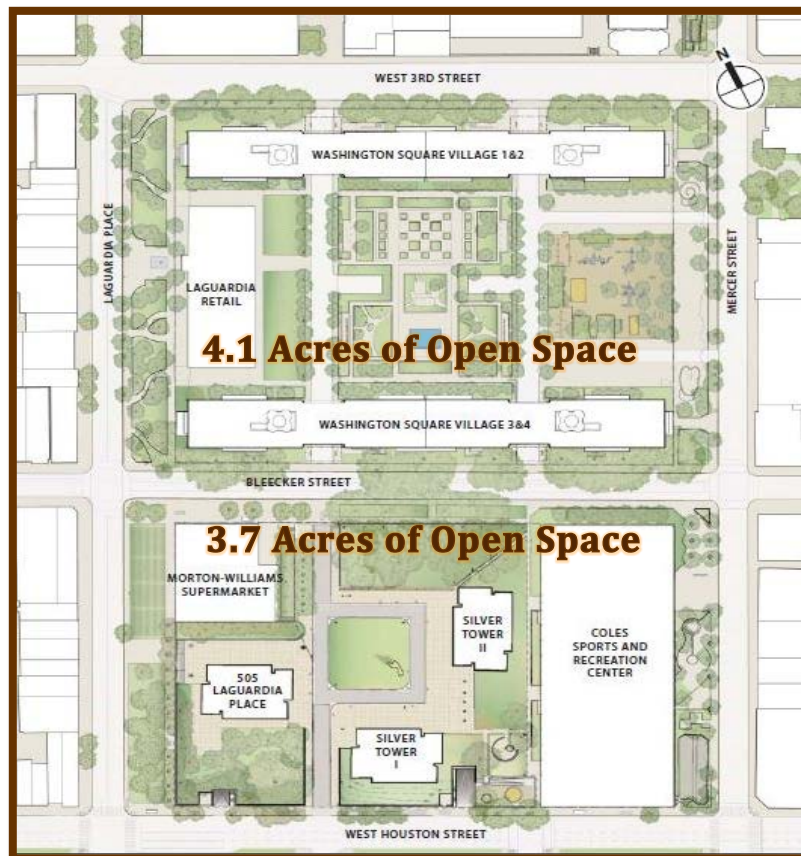 N
WEST 3RD STREET
WASHINGTON SQUARE VILLAGE 1&2
LAGUARDIA PLACE
MERCER STREET
LAGUARDIA
RETAIL
4.1 Acres of Open Space
WASHINGTON SQUARE VILLAGE 3&4
BLEECKER STREET
3.7 Acres of Open Space
MORTON-WILLIAMS
SUPERMARKET
SILVER
TOWER
II
COLES
SPORTS AND
RECREATION
CENTER
505
LAGUARDIA
PLACE
SILVER
TOWER
I
WEST HOUSTON STREET